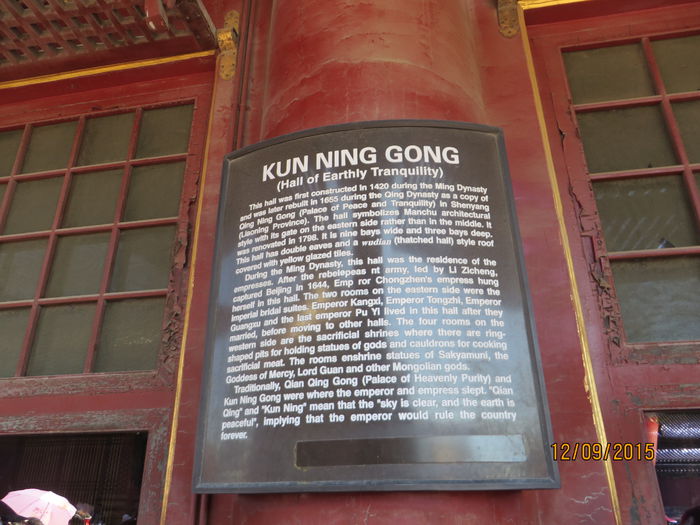 KUN NING GONG
(Hall of Earthly Tranquility)
This hall was first constructed in 1420 during the Ming Dynasty
and was later rebuilt in 1655 during the Qing Dynasty as a copy of
Qing Ning Gong (Palace of Peace and Tranquility) in Shenyang
(Liaoning Province). The hall symbolizes Manchu architectural
style with its gate on the eastern side rather than in the middle. It
was renovated in 1798. It is nine bays wide and three bays deep.
This hall has double eaves and a wudian (thatched hall) style roof
covered with yellow glazed tiles.
During the Ming Dynasty, this hall was the residence of the
empresses. After the rebelepeas nt army, led by Li Zicheng,
captured Beijing in 1644, Emp ror Chongzhen's empress hung
herself in this hall. The two rooms on the eastern side were the
imperial bridal suites. Emperor Kangxi, Emperor Tongzhi, Emperor
Guangxu and the last emperor Pu Yi lived in this hall after they
married, before moving to other halls. The four rooms on the
western side are the sacrificial shrines where there are ring-
shaped pits for holding statues of gods and cauldrons for cooking
sacrificial meat. The rooms enshrine statues of Sakyamuni, the
Goddess of Mercy, Lord Guan and other Mongolian gods.
Traditionally, Qian Qing Gong (Palace of Heavenly Purity) and
Kun Ning Gong were where the emperor and empress slept. "Qian
Qing" and "Kun Ning" mean that the "sky is clear, and the earth is
peaceful", implying that the emperor would rule the country
forever.
12/09/2015